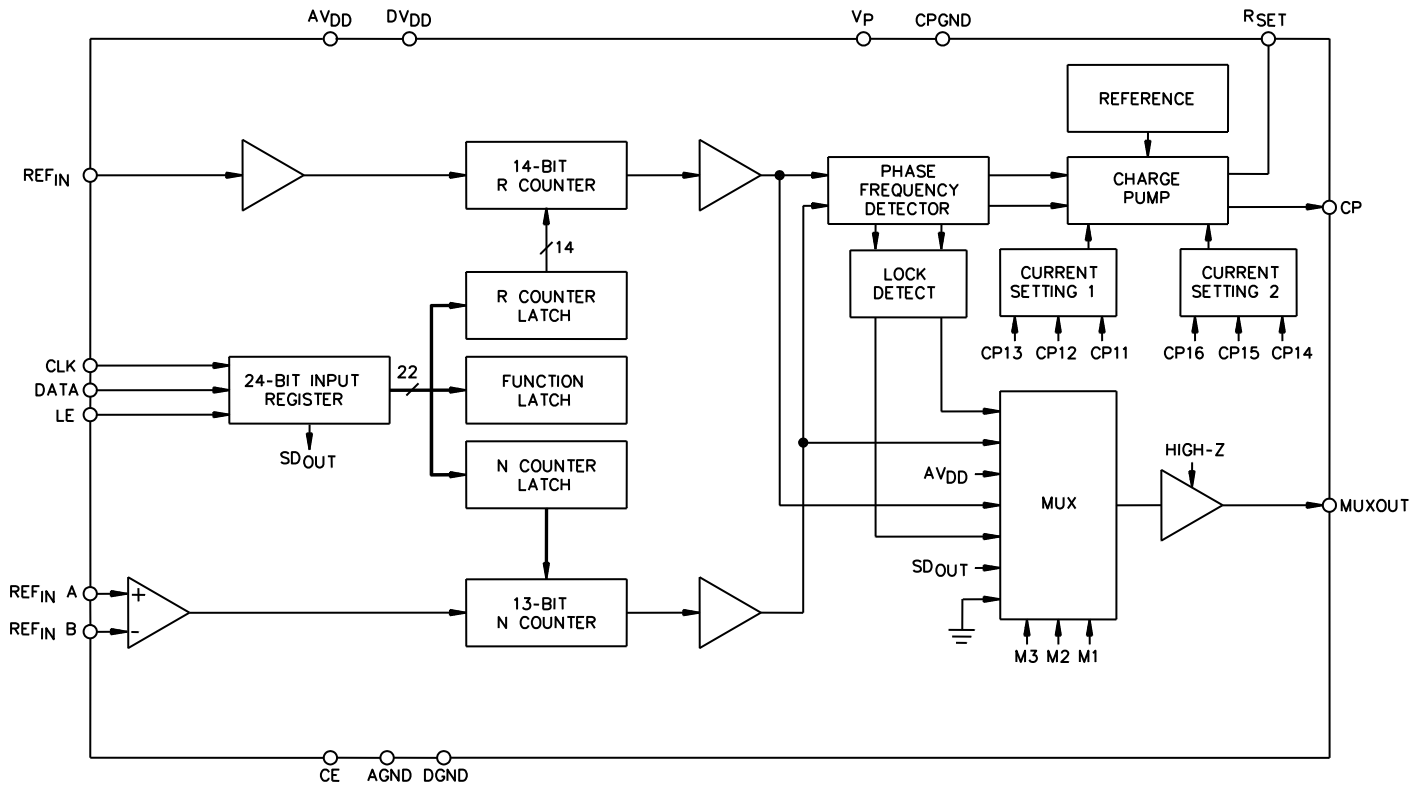 AVDD DVDD VP CPGND RSET
REFERENCE
REFIN
14-BIT
R COUNTER
PHASE
FREQUENCY
DETECTOR
CHARGE
PUMP
CP
14
LOCK
DETECT
CURRENT
SETTING 1
CURRENT
SETTING 2
R COUNTER
LATCH
CP13 CP12 CP11
CP16 CP15 CP14
CLK
DATA
LE
24-BIT INPUT
REGISTER
22
FUNCTION
LATCH
SDOUT
N COUNTER
LATCH
HIGH-Z
AVDD
MUX
MUXOUT
SDOUT
REFIN A
+
REFIN B
-
13-BIT
N COUNTER
M3 M2 M1
CE AGND DGND